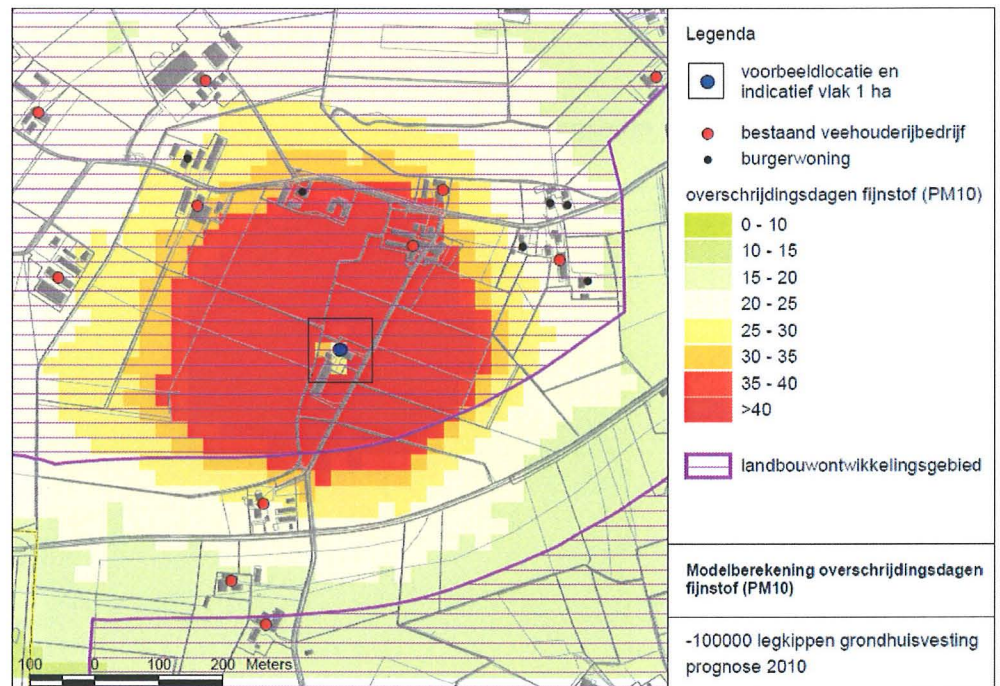 Legenda
voorbeeldlocatie en
indicatief vlak 1 ha
bestaand veehouderijbedrijf
burgerwoning
overschrijdingsdagen fijnstof (PM10)
0 - 10
10 - 15
15 - 20
20 - 25
25 - 30
30 - 35
35 - 40
>40
landbouwontwikkelingsgebied
Modelberekening overschrijdingsdagen
fijnstof (PM10)
-100000 legkippen grondhuisvesting
prognose 2010
100 0 100 200 Meters